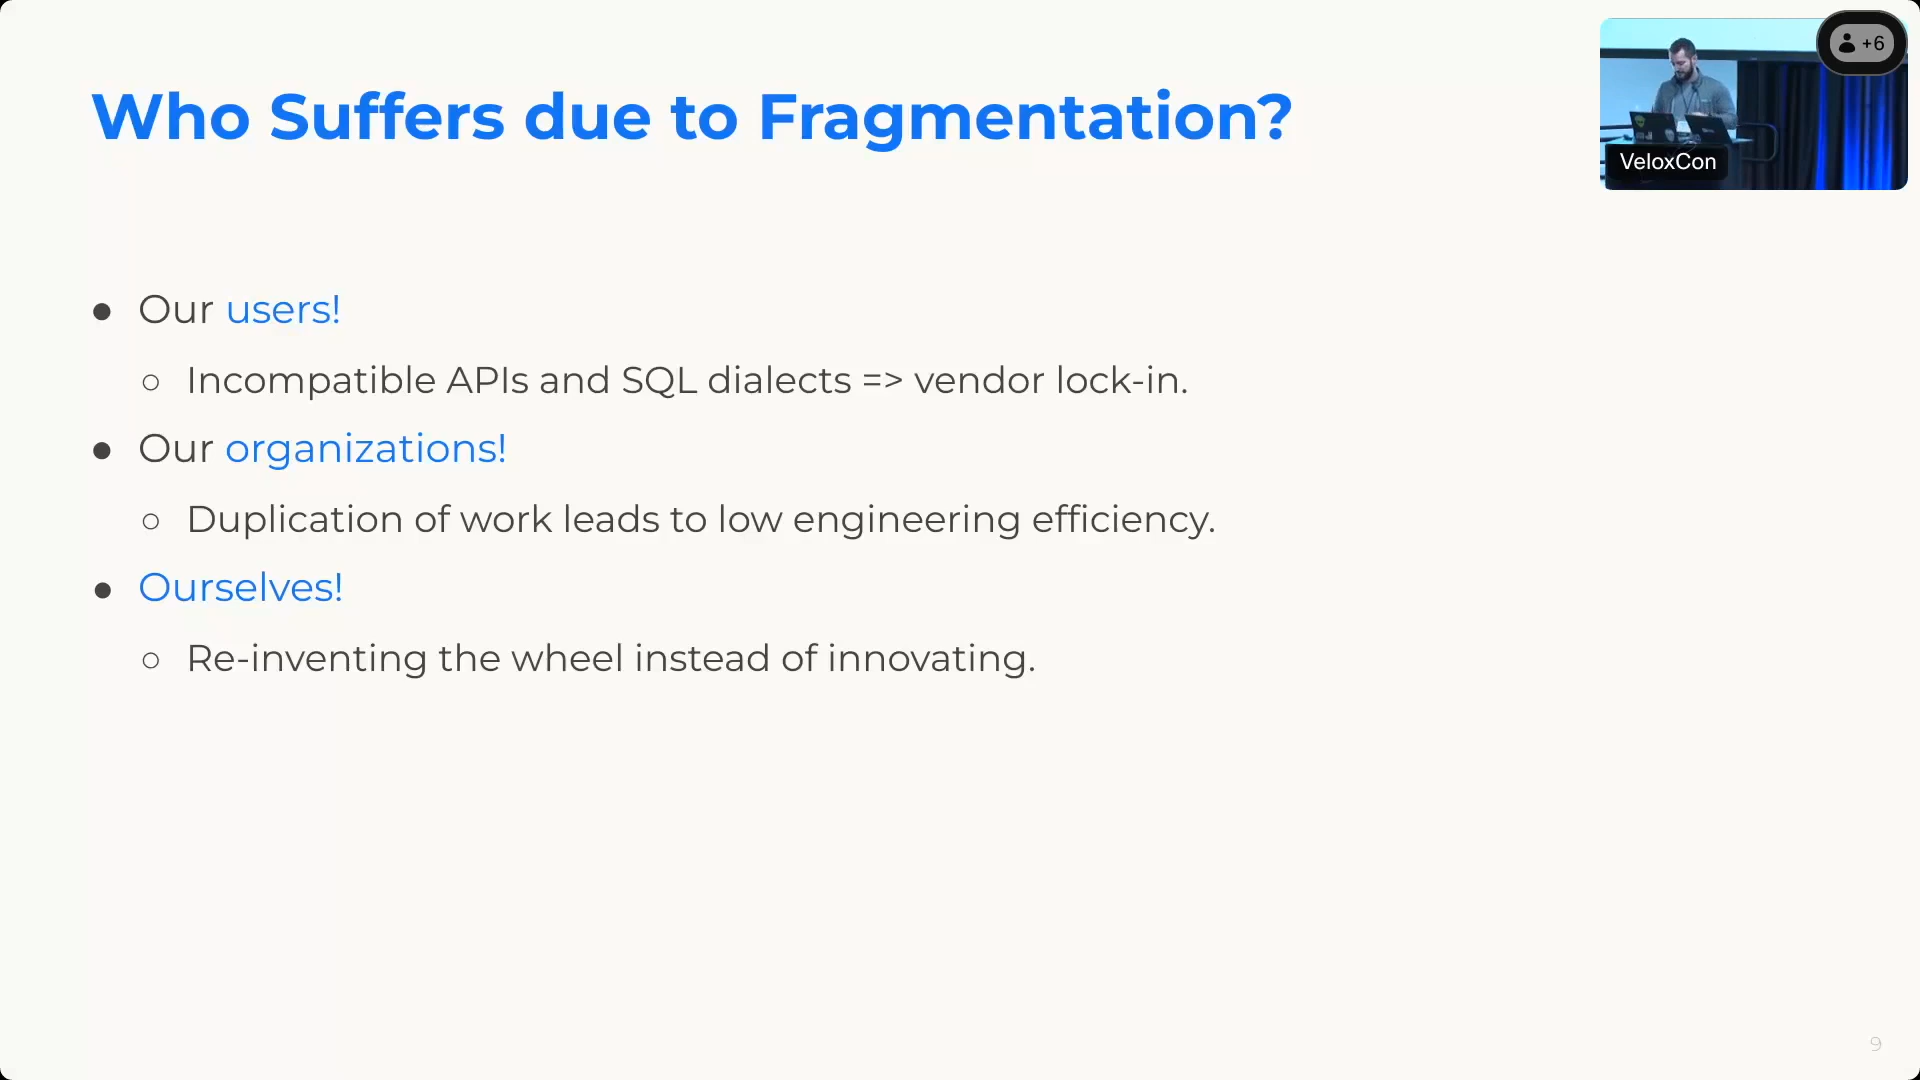 Who Suffers due to Fragmentation?
+6
VeloxCon
● Our users!
○ Incompatible APIs and SQL dialects => vendor lock-in.
● Our organizations!
○ Duplication of work leads to low engineering efficiency.
● Ourselves!
○ Re-inventing the wheel instead of innovating.
9